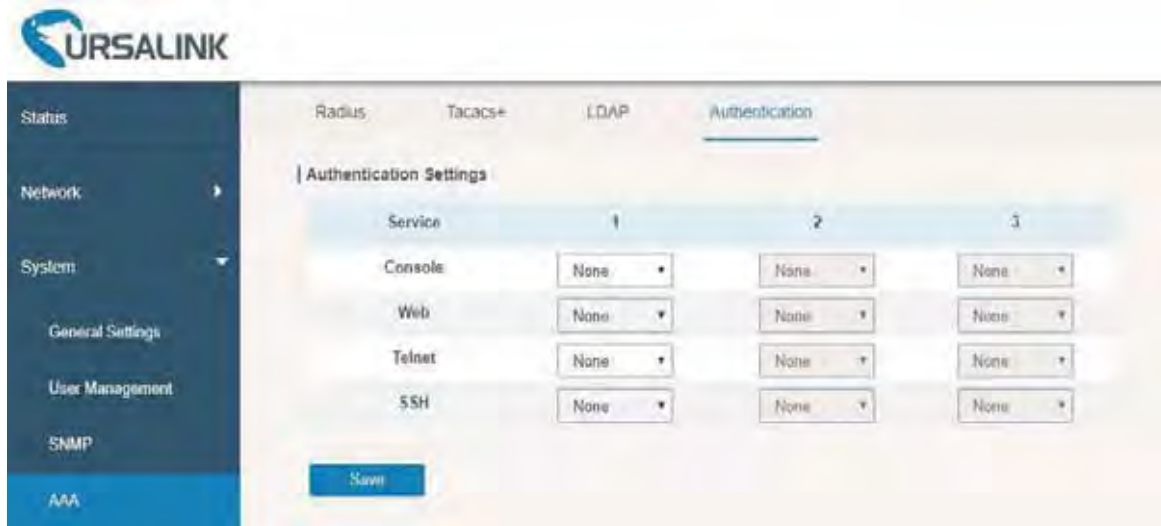 URSALINK
Status
Network
System
General Settings
User Management
SNMP
AAA
Radius Tacacs+ LDAP Authentication
Authentication Settings
Service 1 2 3
Console None None None
Web None None None
Telnet None None None
SSH None None None
Save